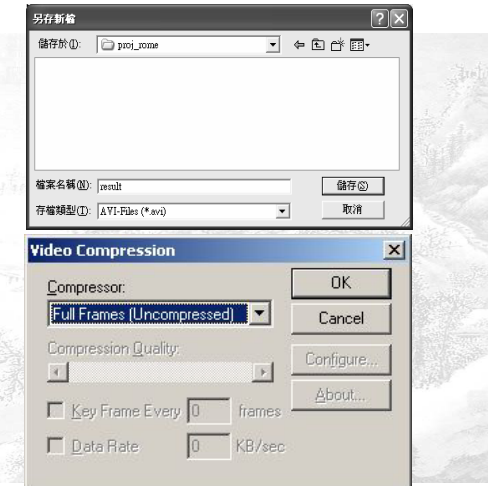 另存新檔
儲存於(I): proj_rome
檔案名稱(N): result 儲存(S)
存檔類型(T): AVI-Files (*.avi) 取消
Video Compression
Compressor: OK
Full Frames (Uncompressed) Cancel
Compression Quality: Configure...
About...
Key Frame Every 0 frames
Data Rate 0 KB/sec